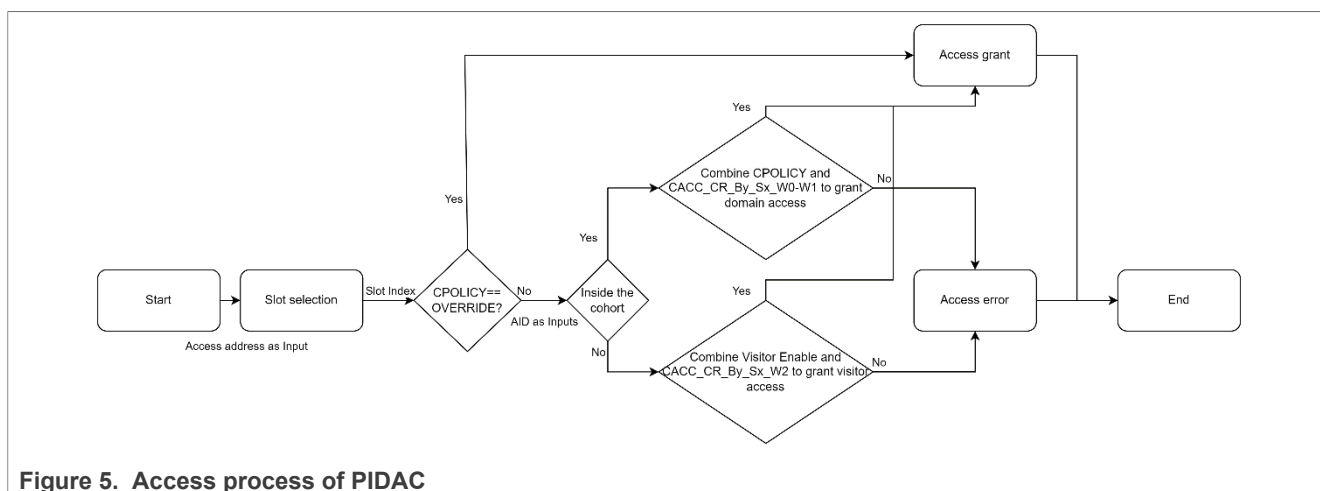 Access grant
Yes
Combine CPOLICY and
CACC_CR_By_Sx_W0-W1 to grant
domain access
No
Yes
Yes
Start
Slot selection
Slot Index
CPOLICY==
OVERRIDE?
No
AID as Inputs
Inside the
cohort
Yes
Access error
End
Access address as Input
No
Combine Visitor Enable and
CACC_CR_By_Sx_W2 to grant visitor
access
No
Figure 5. Access process of PIDAC